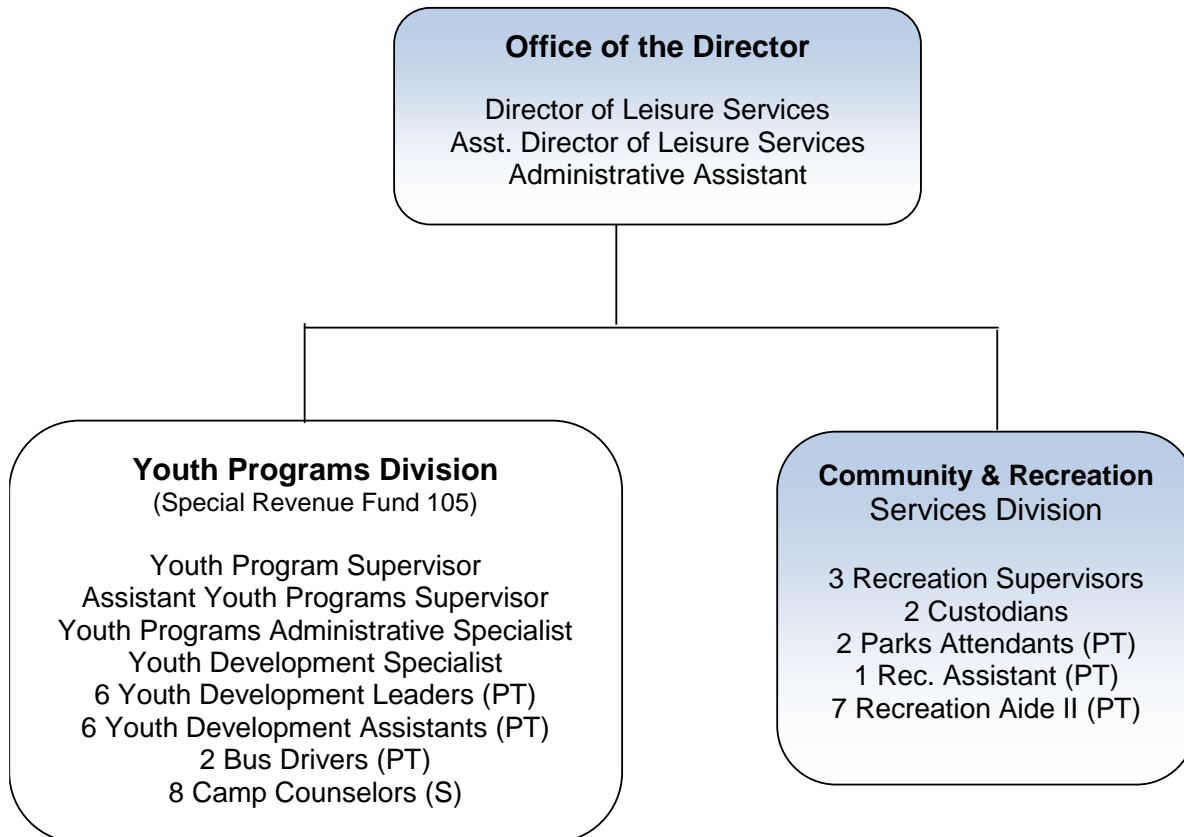 Office of the Director
Director of Leisure Services
Asst. Director of Leisure Services
Administrative Assistant
Youth Programs Division
(Special Revenue Fund 105)
Youth Program Supervisor
Assistant Youth Programs Supervisor
Youth Programs Administrative Specialist
Youth Development Specialist
6 Youth Development Leaders (PT)
6 Youth Development Assistants (PT)
2 Bus Drivers (PT)
8 Camp Counselors (S)
Community & Recreation
Services Division
3 Recreation Supervisors
2 Custodians
2 Parks Attendants (PT)
1 Rec. Assistant (PT)
7 Recreation Aide II (PT)